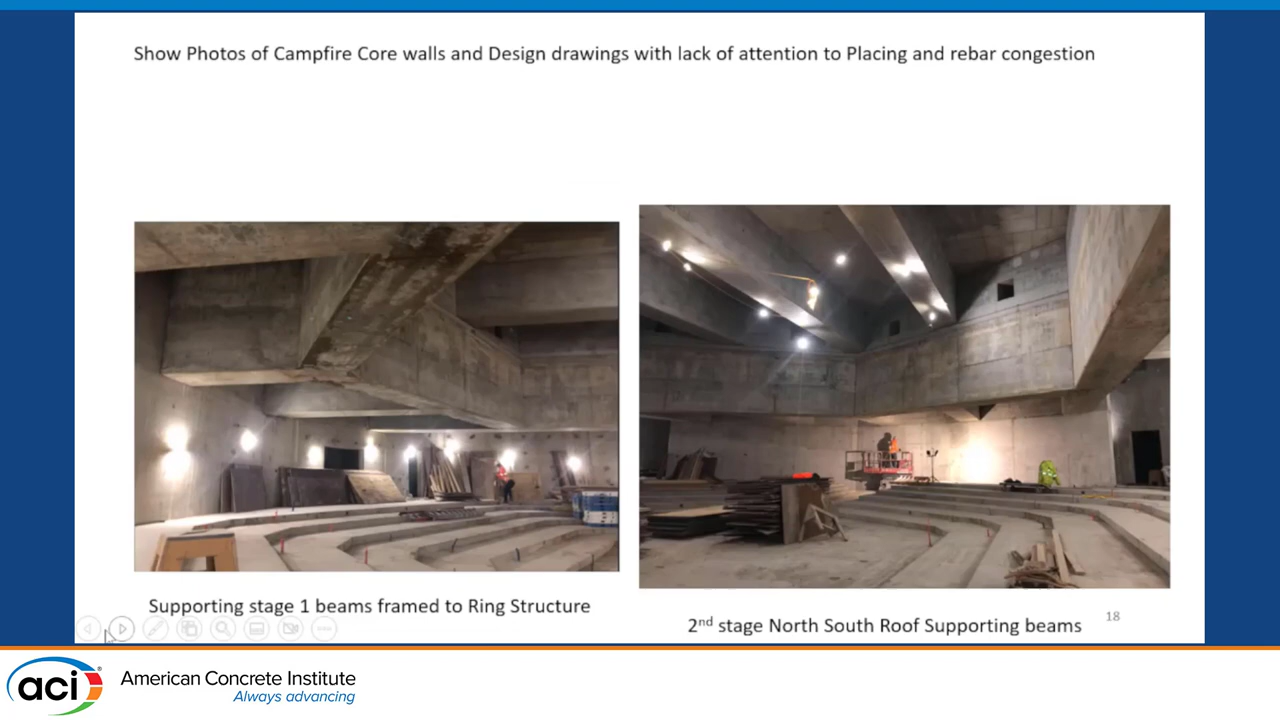 Show Photos of Campfire Core walls and Design drawings with lack of attention to Placing and rebar congestion
Supporting stage 1 beams framed to Ring Structure
2nd stage North South Roof Supporting beams
18
aci®
American Concrete Institute
Always advancing